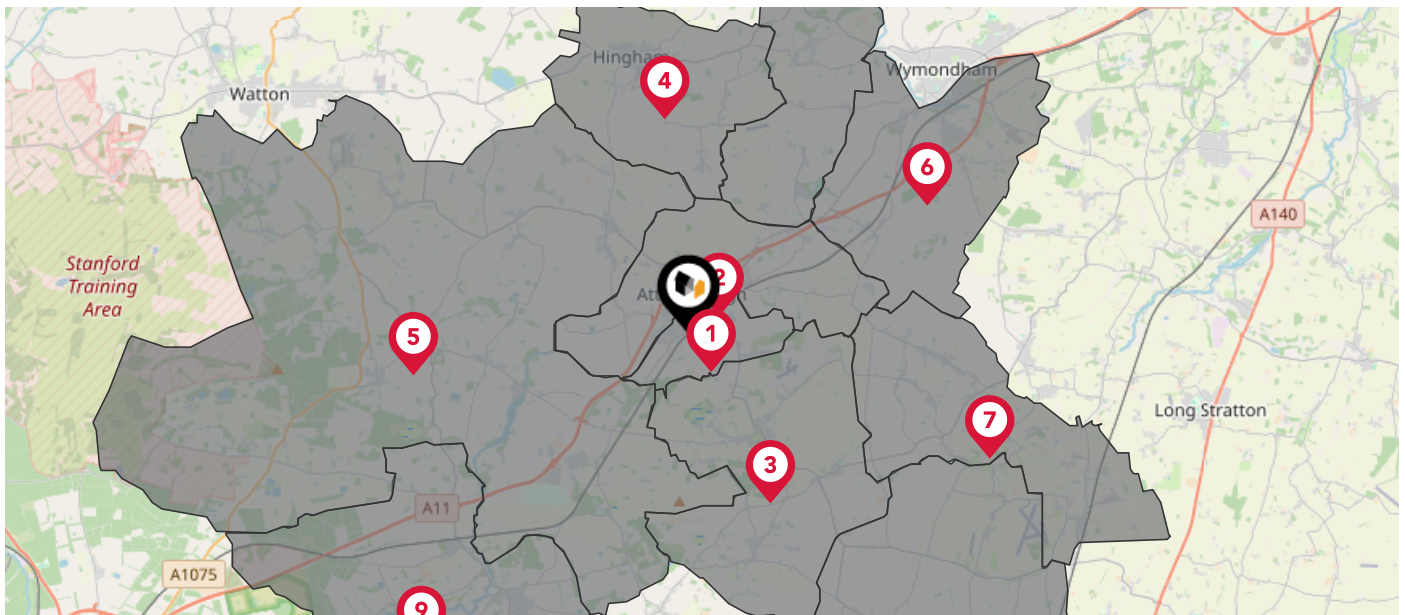 Hingham
4
Wymondham
Watton
6
A140
Stanford
Training
Area
2
1
5
Long Stratton
7
3
A11
A1075
9